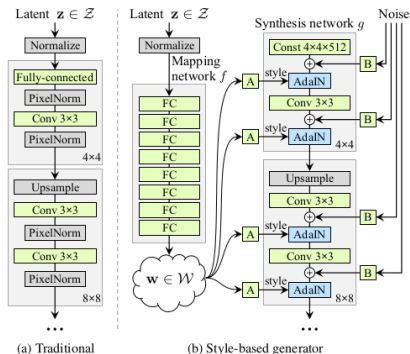 Latent z ∈ Z
Normalize
Fully-connected
PixelNorm
Conv 3×3
PixelNorm
4×4
Upsample
Conv 3×3
PixelNorm
Conv 3×3
PixelNorm
8×8
...
(a) Traditional
Latent z ∈ Z
Normalize
Mapping
network f
FC
FC
FC
FC
FC
FC
FC
FC
w ∈ W
Synthesis network g
Noise
Const 4×4×512
B
A
style
AdaIN
Conv 3×3
B
A
style
AdaIN
4×4
Upsample
Conv 3×3
B
A
style
AdaIN
Conv 3×3
B
A
style
AdaIN
8×8
...
(b) Style-based generator